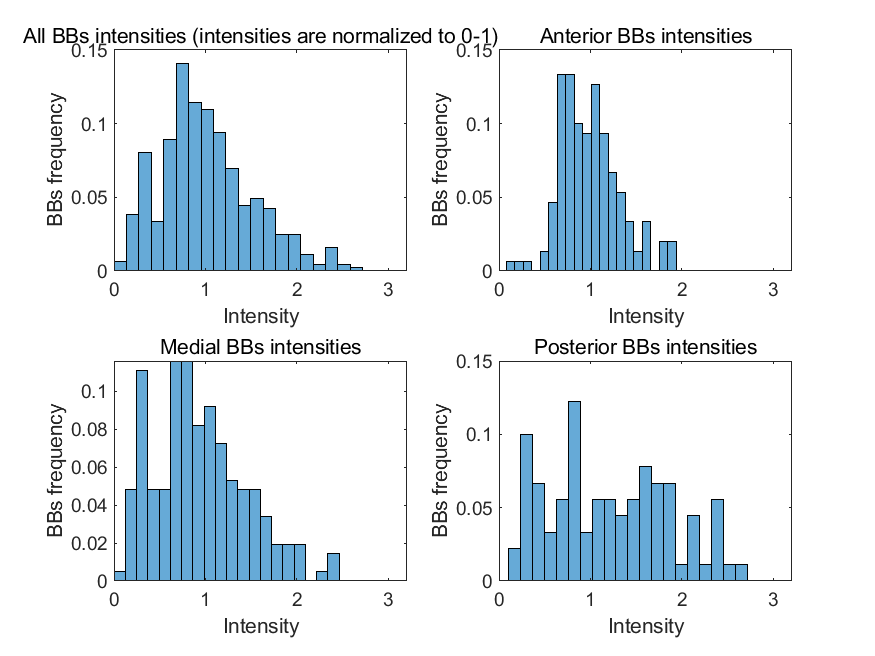 All BBs intensities (intensities are normalized to 0-1)
0.15
0.1
0.05
0
BBs frequency
0
1
2
3
Intensity
Anterior BBs intensities
0.15
0.1
0.05
0
BBs frequency
0
1
2
3
Intensity
Medial BBs intensities
0.1
0.08
0.06
0.04
0.02
0
BBs frequency
0
1
2
3
Intensity
Posterior BBs intensities
0.15
0.1
0.05
0
BBs frequency
0
1
2
3
Intensity